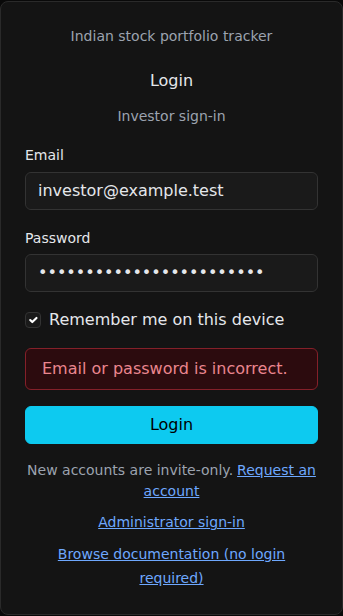 Indian stock portfolio tracker
Login
Investor sign-in
Email
investor@example.test
Password
••••••••••••••••••••••••
Remember me on this device
Email or password is incorrect.
Login
New accounts are invite-only. Request an
account
Administrator sign-in
Browse documentation (no login
required)